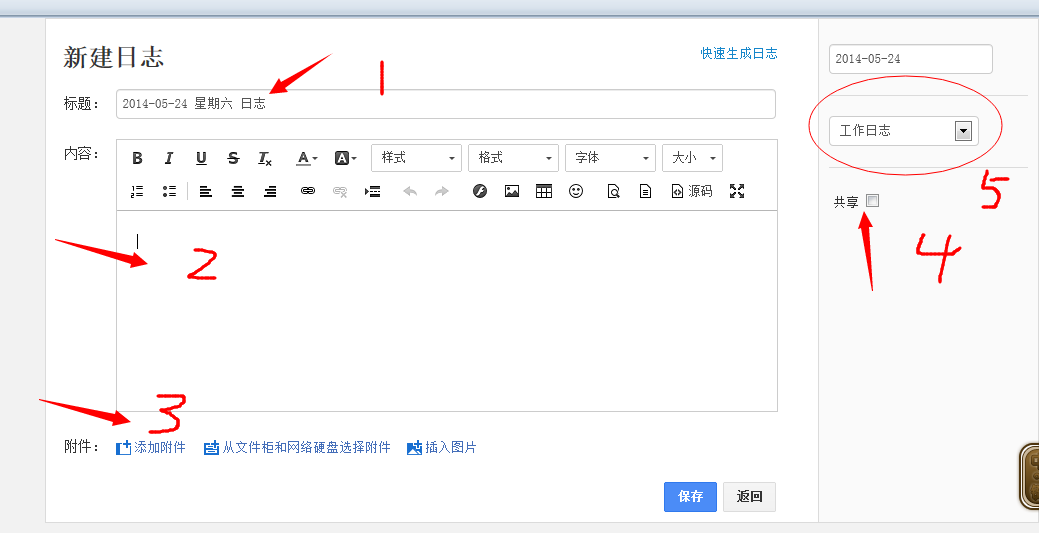 新建日志
快速生成日志
2014-05-24
标题：
2014-05-24 星期六 日志
1
工作日志
5
内容：
B I U S Tx A A 样式 格式 字体 大小
源码
共享
4
2
3
附件：
添加附件 从文件柜和网络硬盘选择附件 插入图片
保存 返回